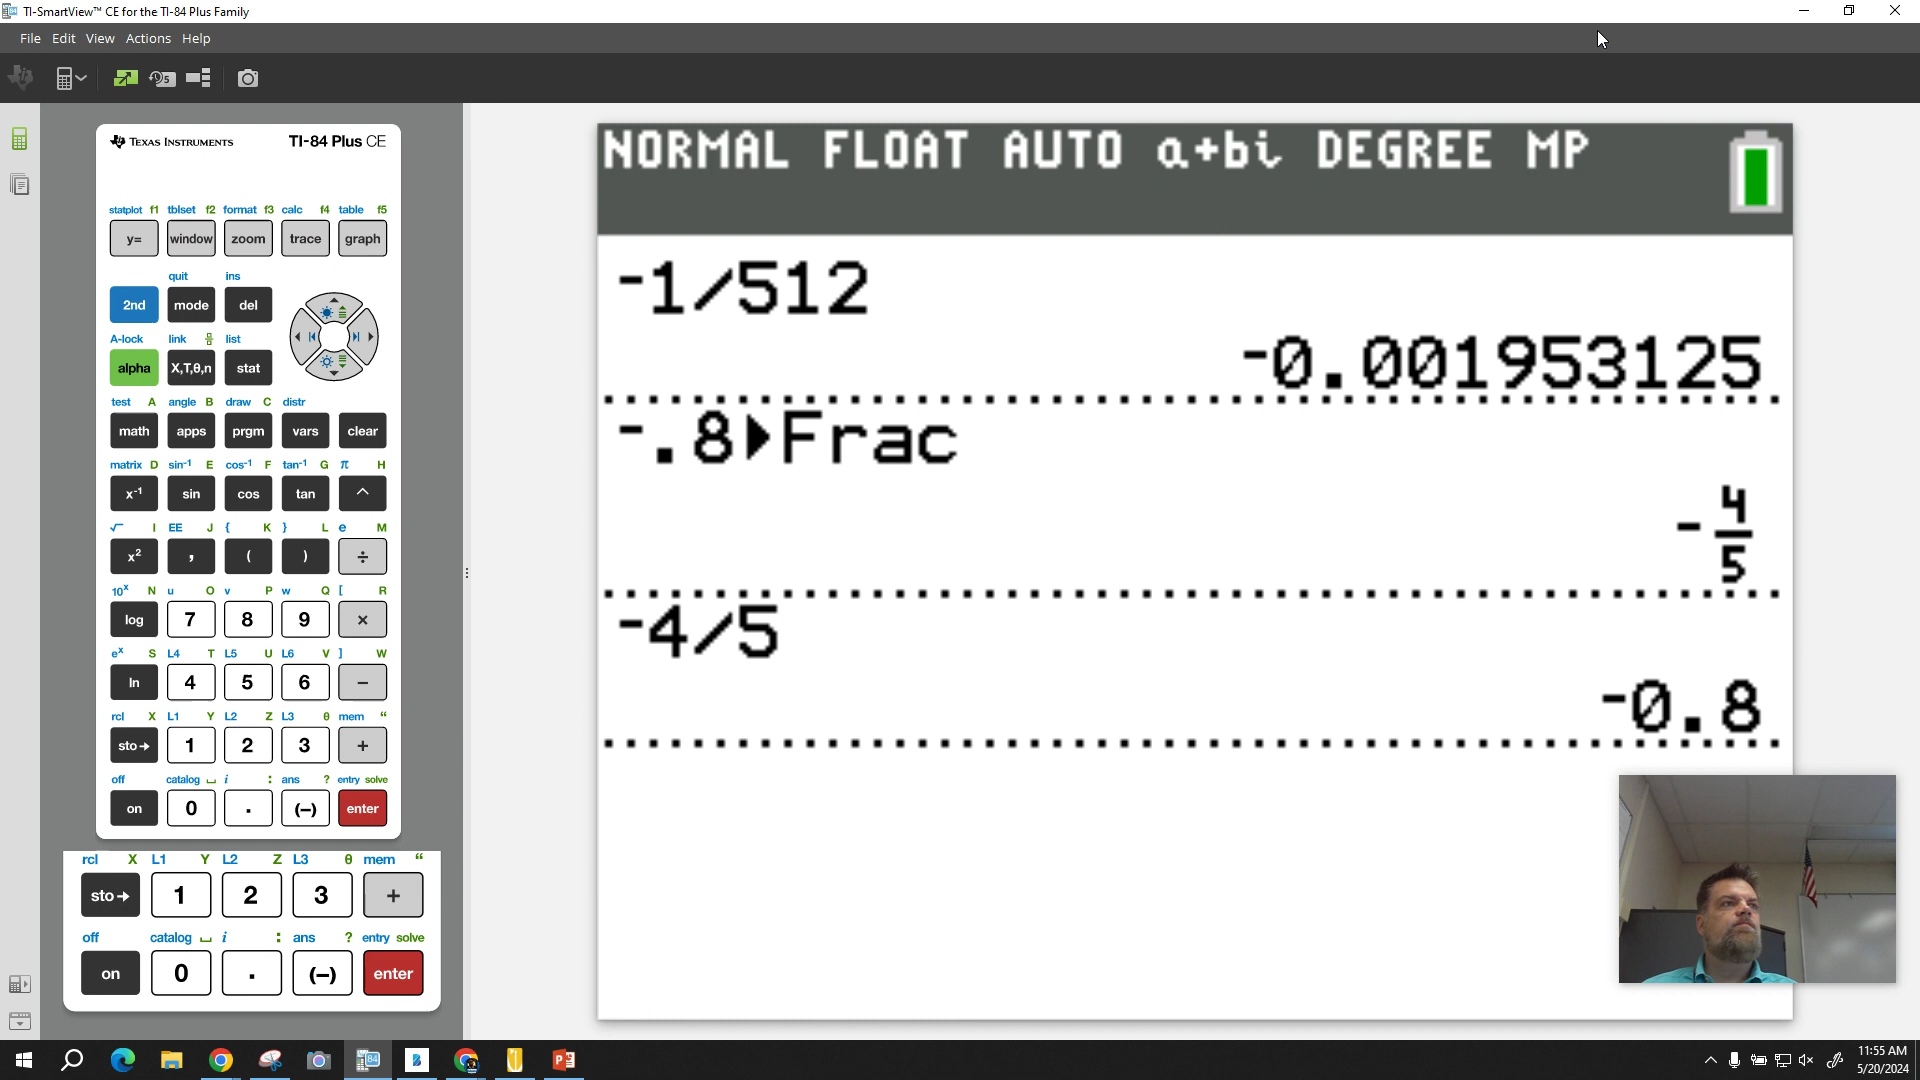 TI-SmartView™ CE for the TI-84 Plus Family
File Edit View Actions Help
TEXAS INSTRUMENTS TI-84 Plus CE
statplot f1 tblset f2 format f3 calc f4 table f5
y= window zoom trace graph
quit ins
2nd mode del
A-lock link list
alpha X,T,θ,n stat
test A angle B draw C distr
math apps prgm vars clear
matrix D sin⁻¹ E cos⁻¹ F tan⁻¹ G π H
x⁻¹ sin cos tan ^
√ I EE J { K } L e M
x² , ( ) ÷
10ˣ N u O v P w Q [ R
log 7 8 9 ×
eˣ S L4 T L5 U L6 V ] W
ln 4 5 6 −
rcl X L1 Y L2 Z L3 θ mem “
sto→ 1 2 3 +
off catalog ⎵ i : ans ? entry solve
on 0 . (–) enter
rcl X L1 Y L2 Z L3 θ mem “
sto→ 1 2 3 +
off catalog ⎵ i : ans ? entry solve
on 0 . (–) enter
NORMAL FLOAT AUTO a+bi DEGREE MP
-1/512
-0.001953125
-.8▶Frac
-4/5
-4/5
-0.8
11:55 AM
5/20/2024